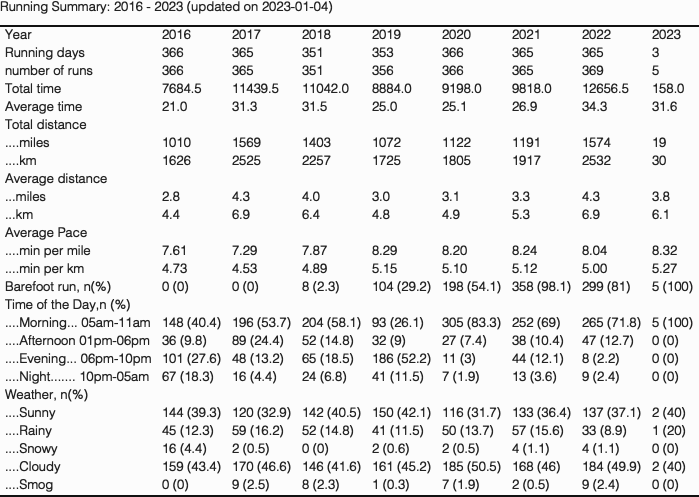 Running Summary: 2016 - 2023 (updated on 2023-01-04)
Year 2016 2017 2018 2019 2020 2021 2022 2023
Running days 366 365 351 353 366 365 365 3
number of runs 366 365 351 356 366 365 369 5
Total time 7684.5 11439.5 11042.0 8884.0 9198.0 9818.0 12656.5 158.0
Average time 21.0 31.3 31.5 25.0 25.1 26.9 34.3 31.6
Total distance
....miles 1010 1569 1403 1072 1122 1191 1574 19
....km 1626 2525 2257 1725 1805 1917 2532 30
Average distance
...miles 2.8 4.3 4.0 3.0 3.1 3.3 4.3 3.8
...km 4.4 6.9 6.4 4.8 4.9 5.3 6.9 6.1
Average Pace
....min per mile 7.61 7.29 7.87 8.29 8.20 8.24 8.04 8.32
....min per km 4.73 4.53 4.89 5.15 5.10 5.12 5.00 5.27
Barefoot run, n(%) 0 (0) 0 (0) 8 (2.3) 104 (29.2) 198 (54.1) 358 (98.1) 299 (81) 5 (100)
Time of the Day,n (%)
....Morning... 05am-11am 148 (40.4) 196 (53.7) 204 (58.1) 93 (26.1) 305 (83.3) 252 (69) 265 (71.8) 5 (100)
....Afternoon 01pm-06pm 36 (9.8) 89 (24.4) 52 (14.8) 32 (9) 27 (7.4) 38 (10.4) 47 (12.7) 0 (0)
....Evening... 06pm-10pm 101 (27.6) 48 (13.2) 65 (18.5) 186 (52.2) 11 (3) 44 (12.1) 8 (2.2) 0 (0)
....Night....... 10pm-05am 67 (18.3) 16 (4.4) 24 (6.8) 41 (11.5) 7 (1.9) 13 (3.6) 9 (2.4) 0 (0)
Weather, n(%)
....Sunny 144 (39.3) 120 (32.9) 142 (40.5) 150 (42.1) 116 (31.7) 133 (36.4) 137 (37.1) 2 (40)
....Rainy 45 (12.3) 59 (16.2) 52 (14.8) 41 (11.5) 50 (13.7) 57 (15.6) 33 (8.9) 1 (20)
....Snowy 16 (4.4) 2 (0.5) 0 (0) 2 (0.6) 2 (0.5) 4 (1.1) 4 (1.1) 0 (0)
....Cloudy 159 (43.4) 170 (46.6) 146 (41.6) 161 (45.2) 185 (50.5) 168 (46) 184 (49.9) 2 (40)
....Smog 0 (0) 9 (2.5) 8 (2.3) 1 (0.3) 7 (1.9) 2 (0.5) 9 (2.4) 0 (0)